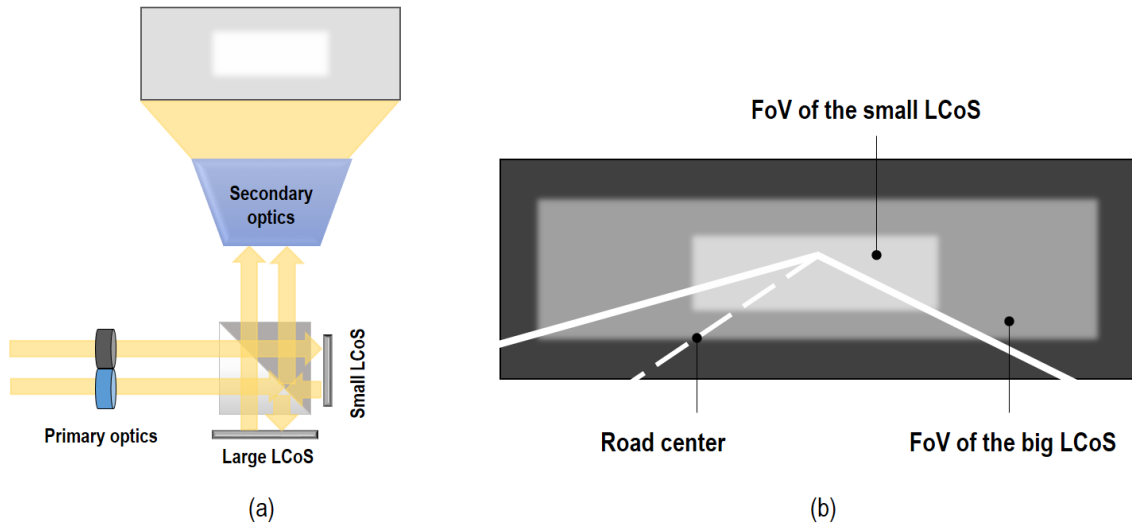 Secondary
optics
Primary optics
Small LCoS
Large LCoS
(a)
FoV of the small LCoS
Road center
FoV of the big LCoS
(b)